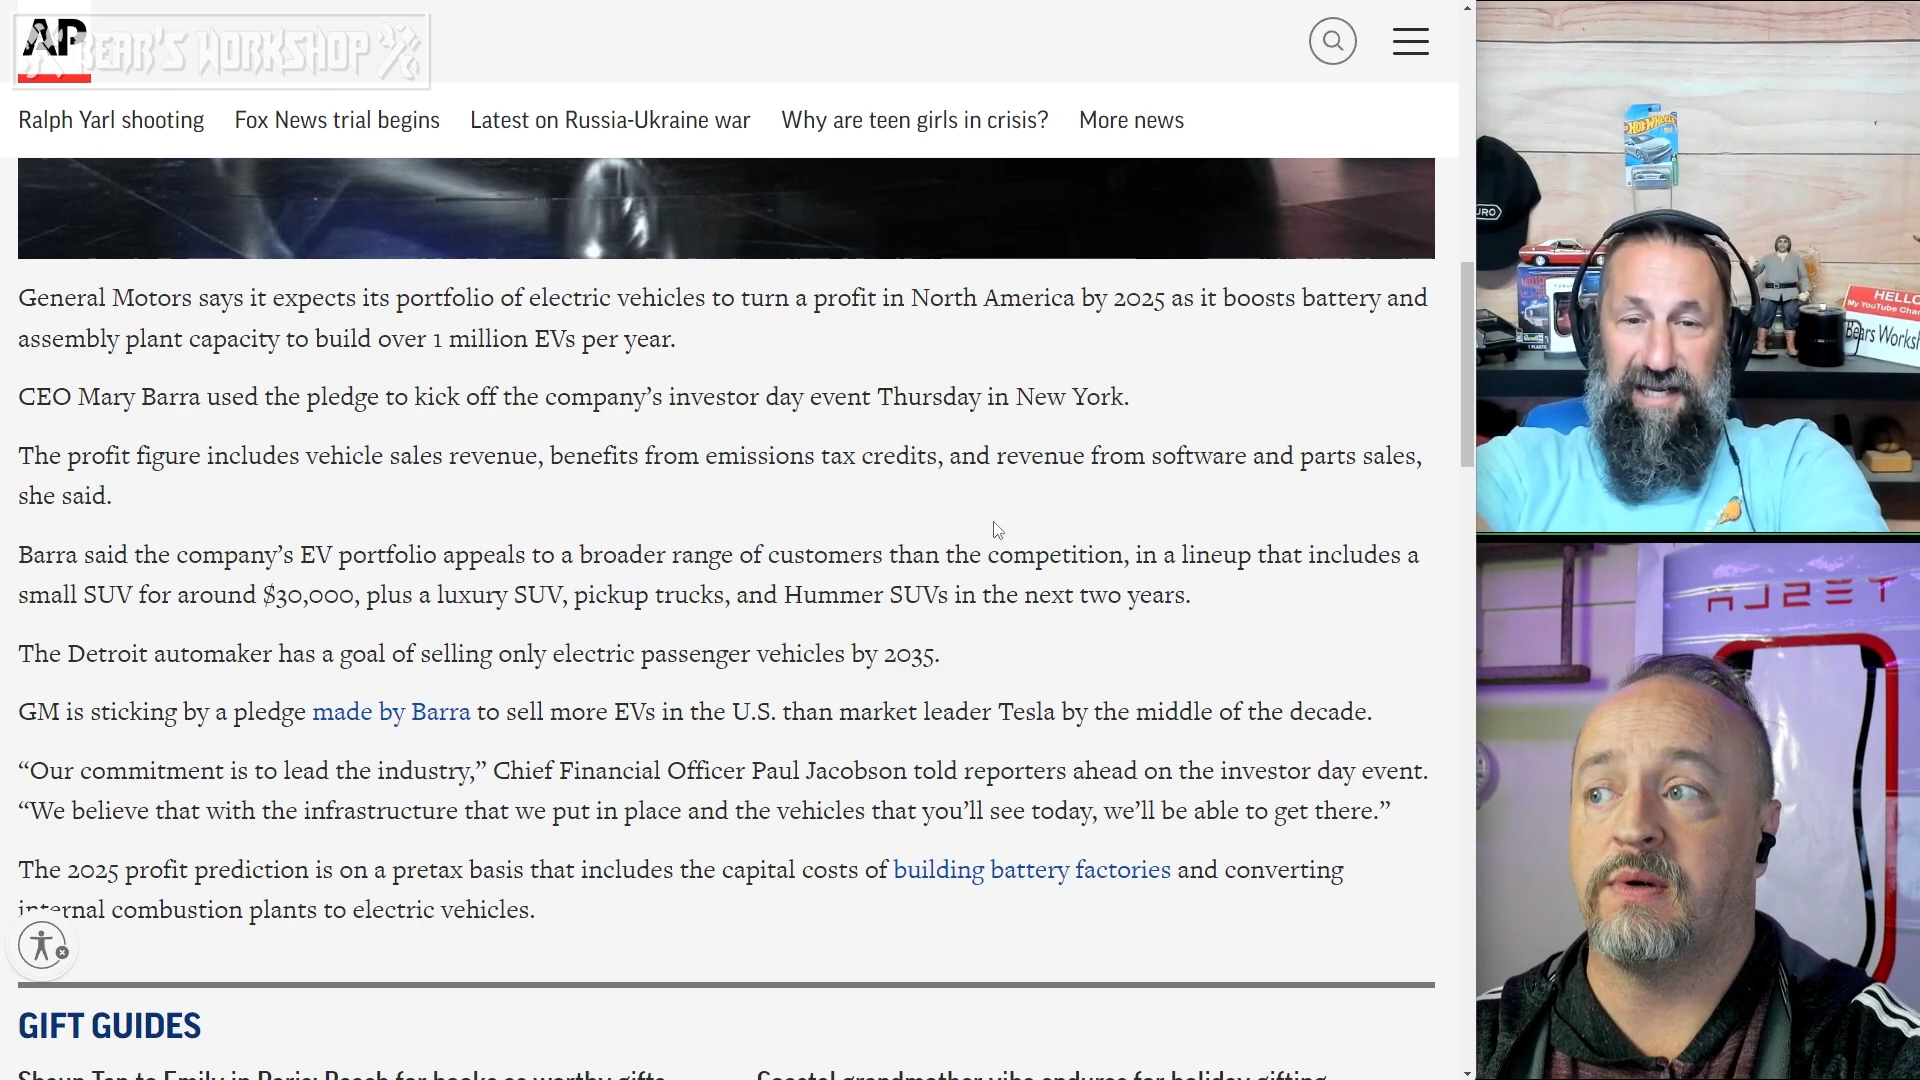 AP
BEAR'S WORKSHOP
Ralph Yarl shooting Fox News trial begins Latest on Russia-Ukraine war Why are teen girls in crisis? More news
General Motors says it expects its portfolio of electric vehicles to turn a profit in North America by 2025 as it boosts battery and
assembly plant capacity to build over 1 million EVs per year.
CEO Mary Barra used the pledge to kick off the company’s investor day event Thursday in New York.
The profit figure includes vehicle sales revenue, benefits from emissions tax credits, and revenue from software and parts sales,
she said.
Barra said the company’s EV portfolio appeals to a broader range of customers than the competition, in a lineup that includes a
small SUV for around $30,000, plus a luxury SUV, pickup trucks, and Hummer SUVs in the next two years.
The Detroit automaker has a goal of selling only electric passenger vehicles by 2035.
GM is sticking by a pledge made by Barra to sell more EVs in the U.S. than market leader Tesla by the middle of the decade.
“Our commitment is to lead the industry,” Chief Financial Officer Paul Jacobson told reporters ahead on the investor day event.
“We believe that with the infrastructure that we put in place and the vehicles that you’ll see today, we’ll be able to get there.”
The 2025 profit prediction is on a pretax basis that includes the capital costs of building battery factories and converting
internal combustion plants to electric vehicles.
GIFT GUIDES
HOT WHEELS
HELLO
My YouTube Chan
Bears Worksh
TESLA